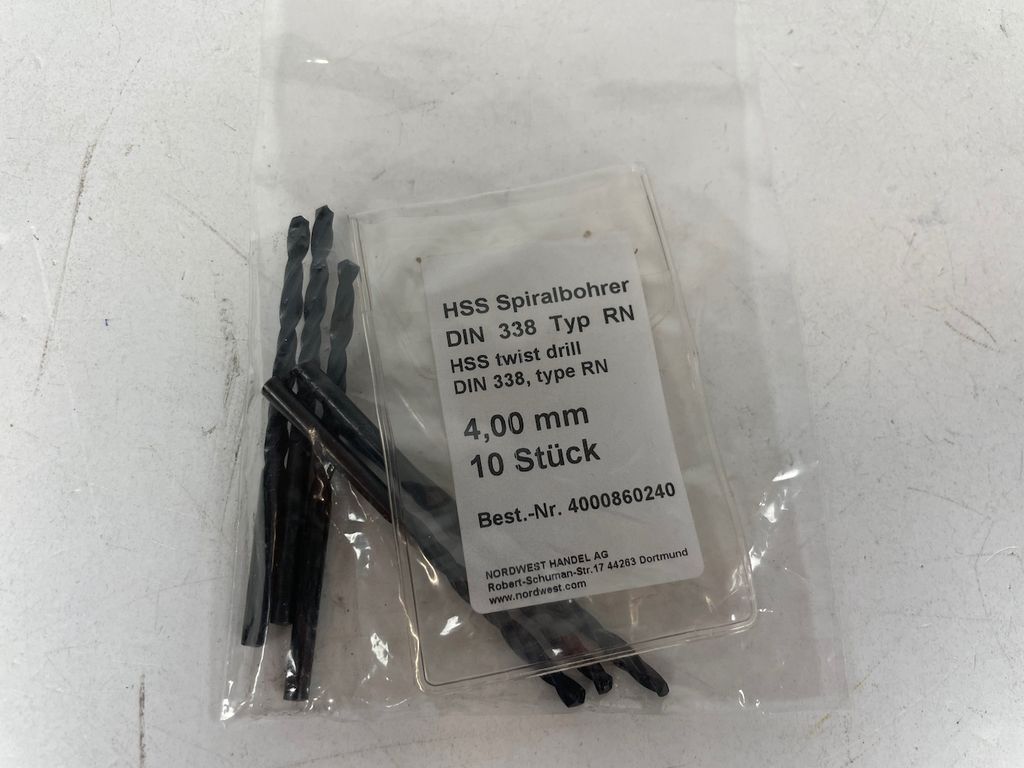 HSS Spiralbohrer
DIN 338 Typ RN
HSS twist drill
DIN 338, type RN
4,00 mm
10 Stück
Best.-Nr. 4000860240
NORDWEST HANDEL AG
Robert-Schuman-Str.17 44263 Dortmund
www.nordwest.com